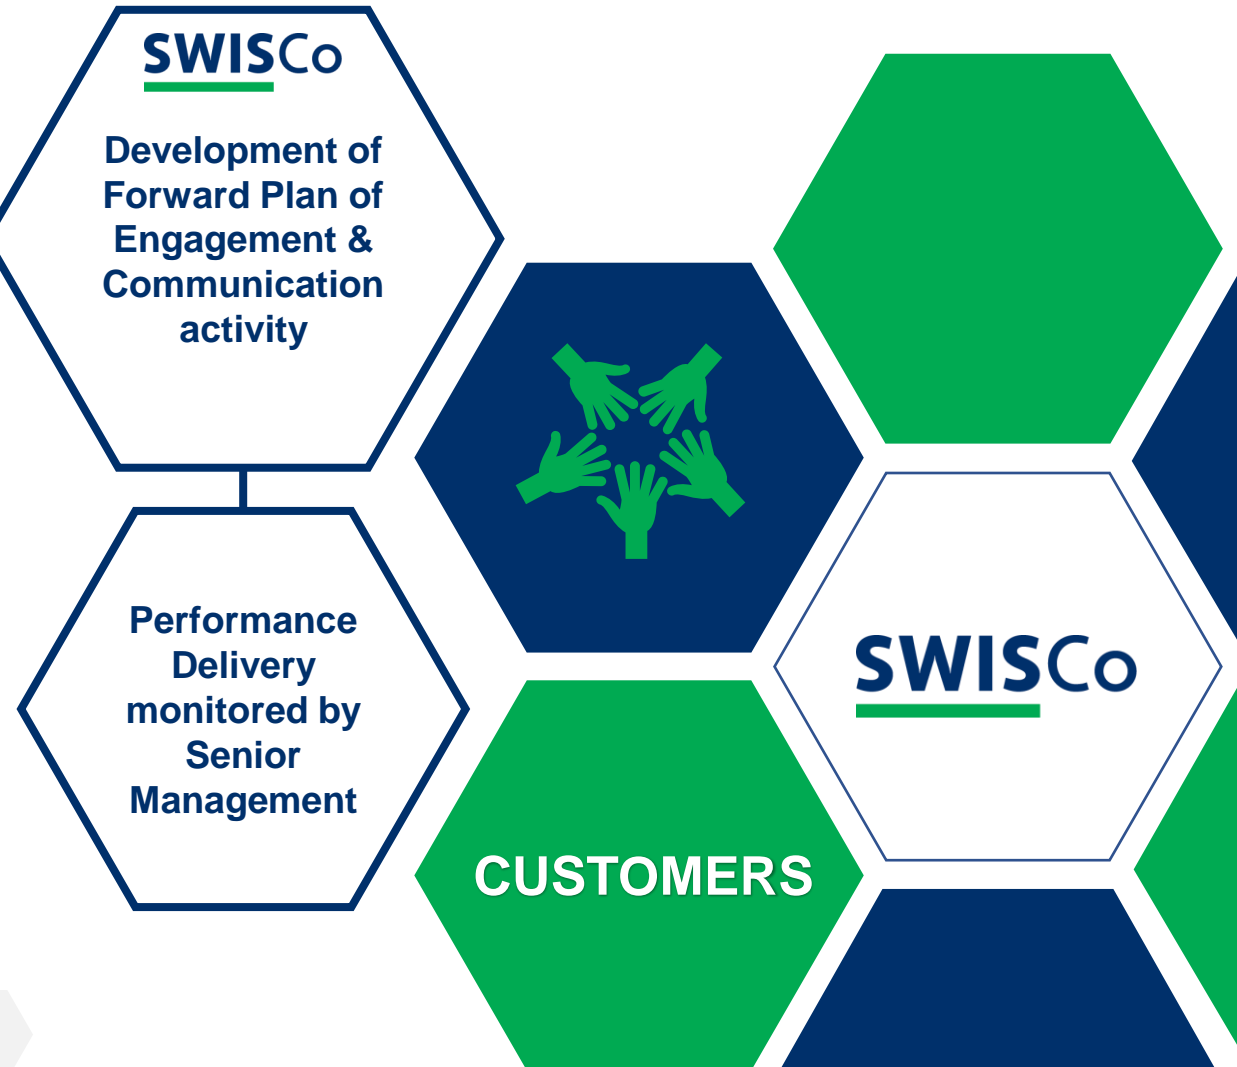 SWISCo
Development of
Forward Plan of
Engagement &
Communication
activity
Performance
Delivery
monitored by
Senior
Management
SWISCo
CUSTOMERS